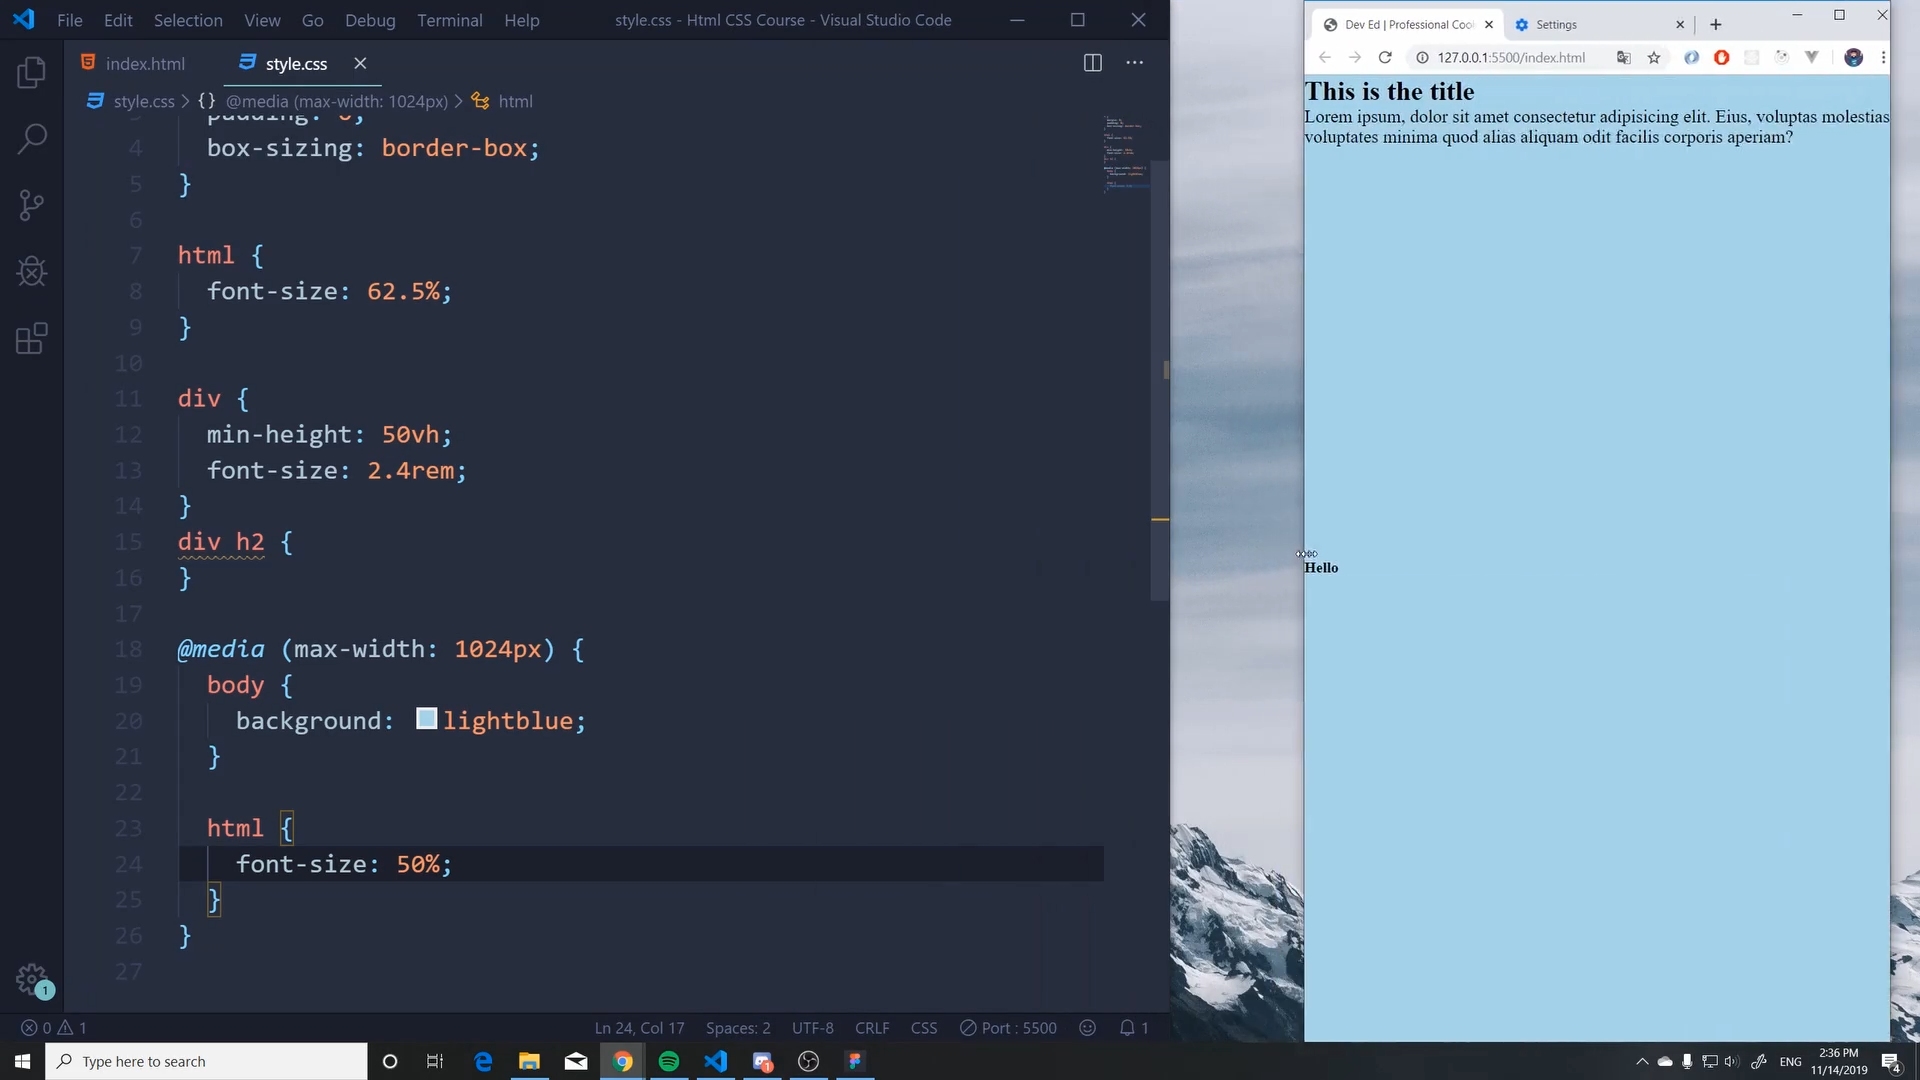 File Edit Selection View Go Debug Terminal Help
style.css - Html CSS Course - Visual Studio Code
index.html
style.css
style.css > {} @media (max-width: 1024px) > html
padding: 0;
4 box-sizing: border-box;
5 }
6
7 html {
8 font-size: 62.5%;
9 }
10
11 div {
12 min-height: 50vh;
13 font-size: 2.4rem;
14 }
15 div h2 {
16 }
17
18 @media (max-width: 1024px) {
19 body {
20 background: lightblue;
21 }
22
23 html {
24 font-size: 50%;
25 }
26 }
27
0 1
Ln 24, Col 17 Spaces: 2 UTF-8 CRLF CSS Port : 5500 1
1
Dev Ed | Professional Coo
Settings
127.0.0.1:5500/index.html
This is the title
Lorem ipsum, dolor sit amet consectetur adipisicing elit. Eius, voluptas molestias
voluptates minima quod alias aliquam odit facilis corporis aperiam?
Hello
Type here to search
1
ENG
2:36 PM
11/14/2019
4